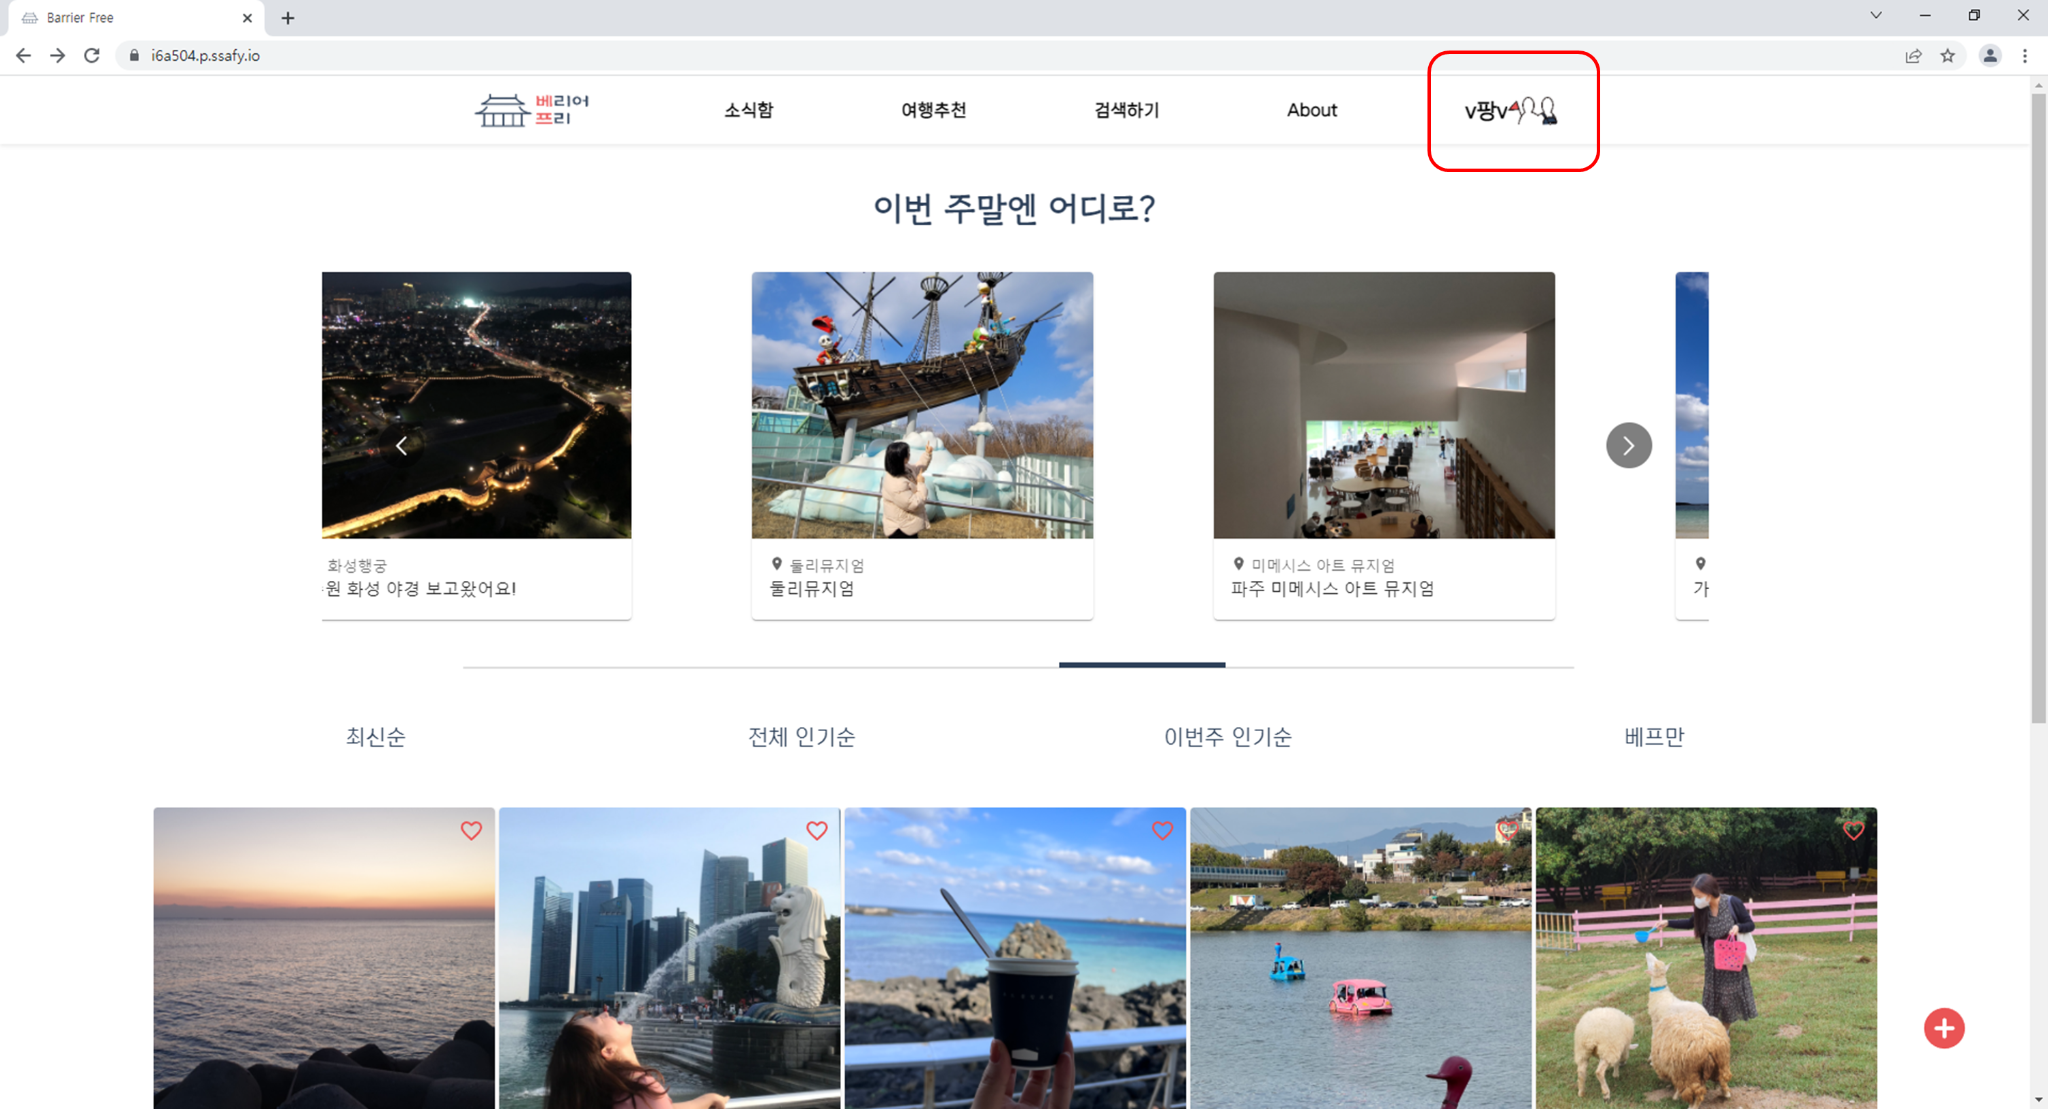 Barrier Free
i6a504.p.ssafy.io
베리어
프리
소식함
여행추천
검색하기
About
v팡v
이번 주말엔 어디로?
화성행궁
원 화성 야경 보고왔어요!
둘리뮤지엄
둘리뮤지엄
미메시스 아트 뮤지엄
파주 미메시스 아트 뮤지엄
가
최신순
전체 인기순
이번주 인기순
베프만